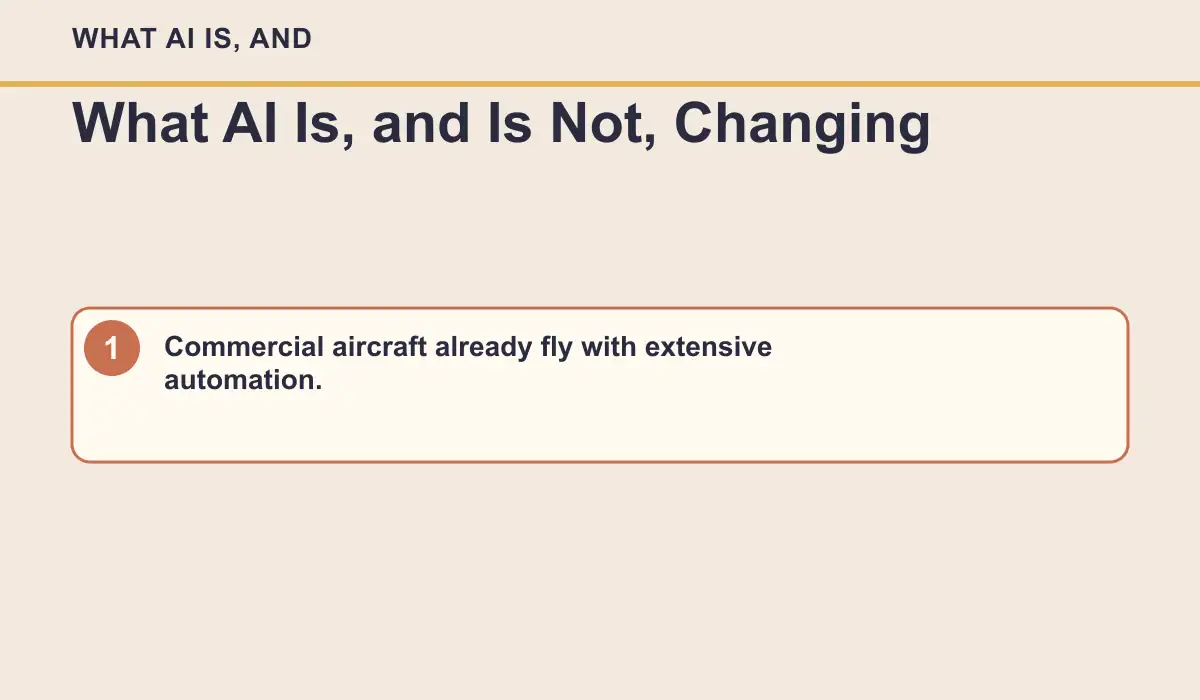 WHAT AI IS, AND
What AI Is, and Is Not, Changing
1
Commercial aircraft already fly with extensive
automation.